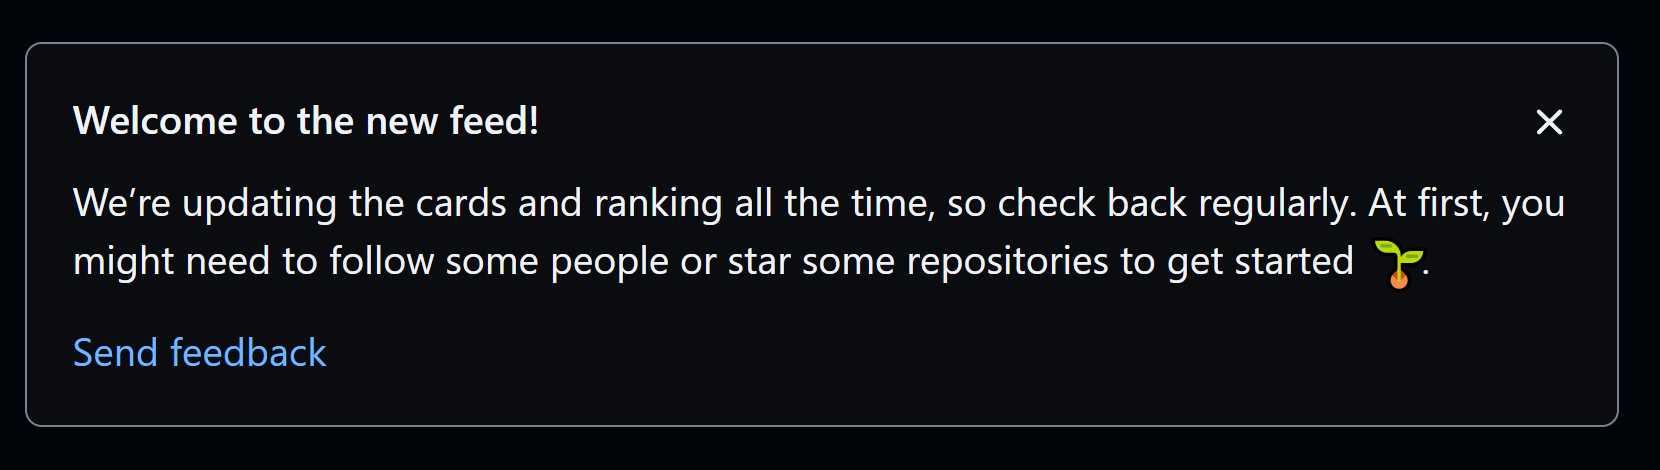 Welcome to the new feed!
We’re updating the cards and ranking all the time, so check back regularly. At first, you
might need to follow some people or star some repositories to get started 🌱.
Send feedback